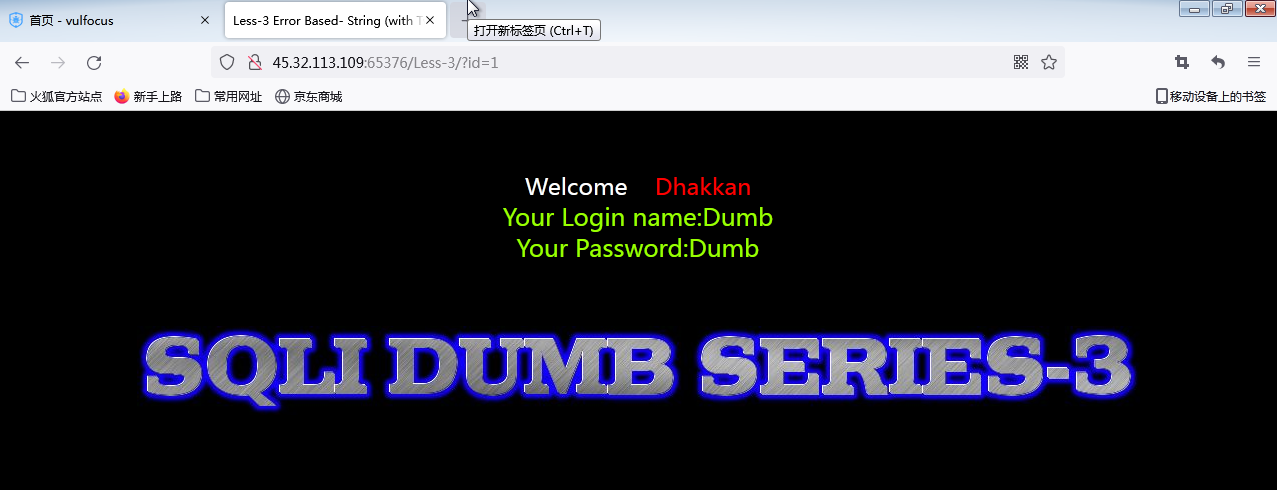 首页 - vulfocus
Less-3 Error Based- String (with T
打开新标签页 (Ctrl+T)
45.32.113.109:65376/Less-3/?id=1
火狐官方站点 新手上路 常用网址 京东商城 移动设备上的书签
Welcome Dhakkan
Your Login name:Dumb
Your Password:Dumb
SQLI DUMB SERIES-3